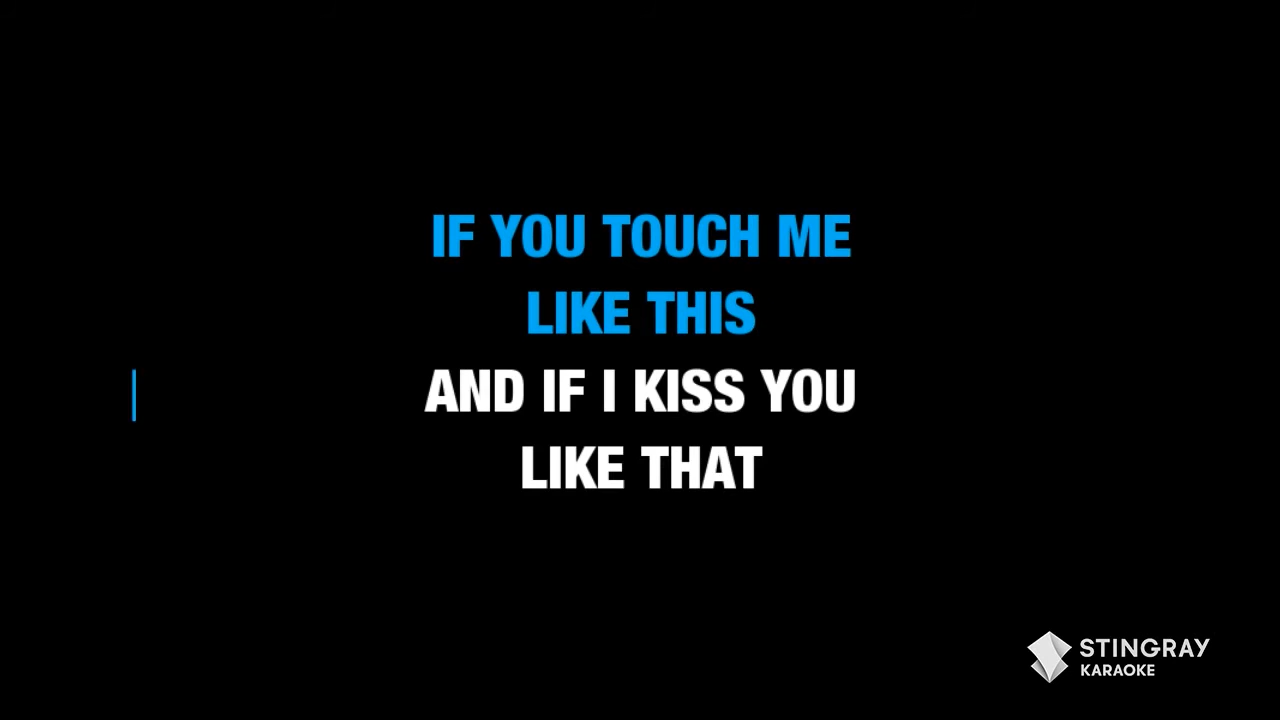 IF YOU TOUCH ME
LIKE THIS
AND IF I KISS YOU
LIKE THAT
STINGRAY
KARAOKE